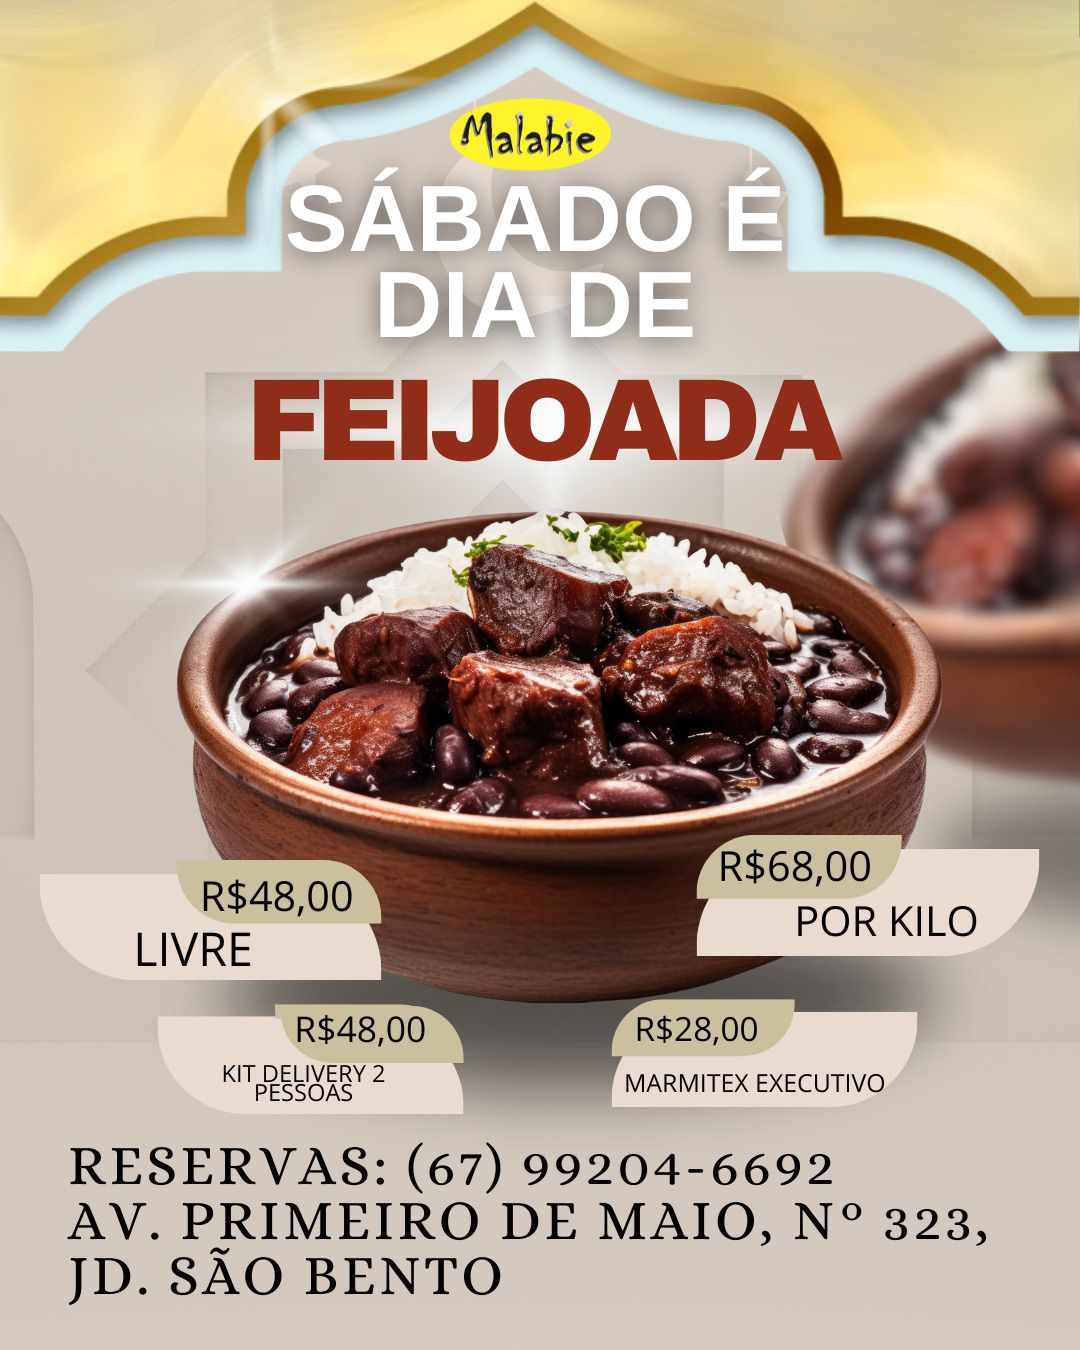 Malabie
SÁBADO É
DIA DE
FEIJOADA
R$48,00
LIVRE
R$68,00
POR KILO
R$48,00
KIT DELIVERY 2
PESSOAS
R$28,00
MARMITEX EXECUTIVO
RESERVAS: (67) 99204-6692
AV. PRIMEIRO DE MAIO, Nº 323,
JD. SÃO BENTO